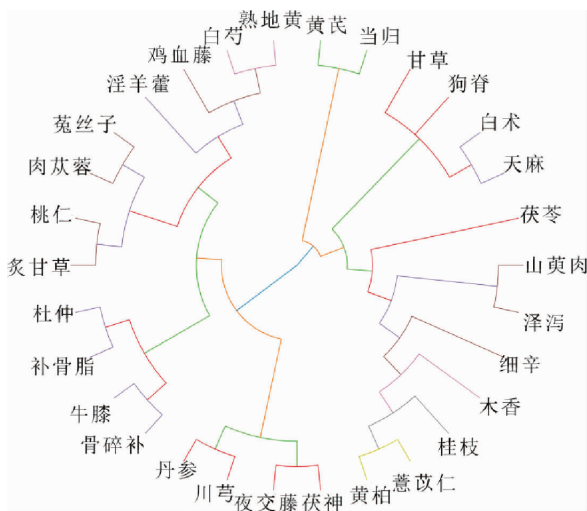 熟地黄
黄芪
当归
甘草
狗脊
白术
天麻
茯苓
山萸肉
泽泻
细辛
木香
桂枝
薏苡仁
黄柏
茯神
夜交藤
川芎
丹参
骨碎补
牛膝
补骨脂
杜仲
炙甘草
桃仁
肉苁蓉
菟丝子
淫羊藿
鸡血藤
白芍